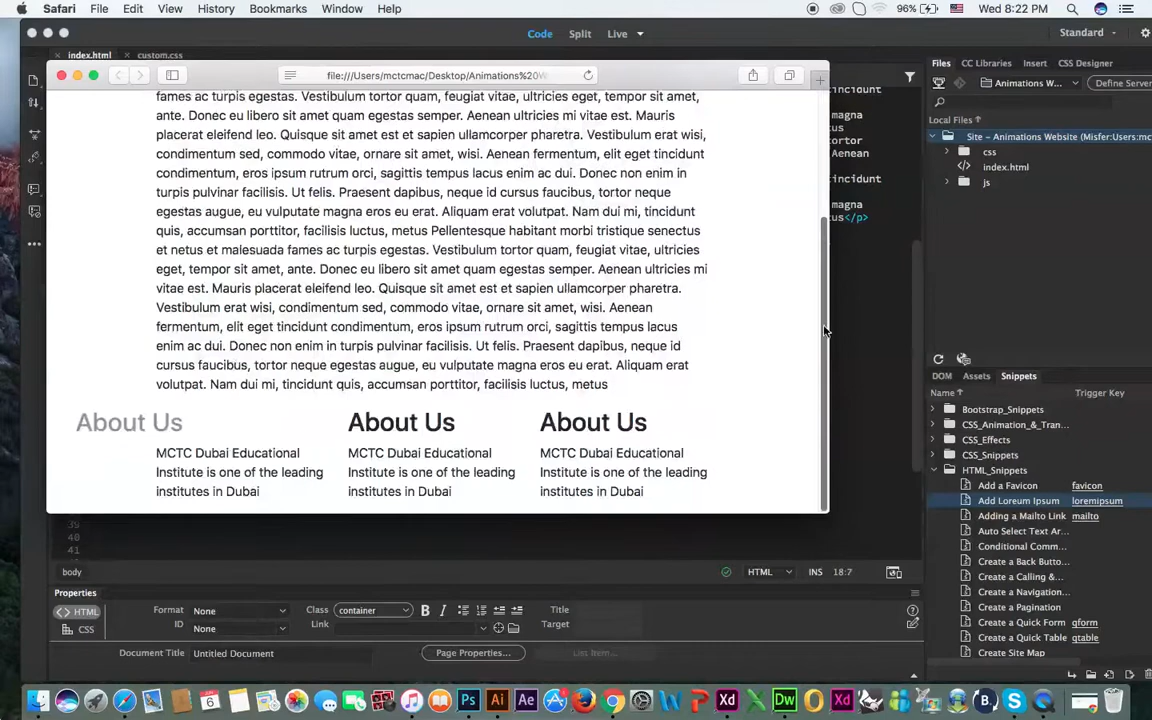 Safari File Edit View History Bookmarks Window Help 96% Wed 8:22 PM
Code Split Live Standard
index.html × custom.css
Files CC Libraries Insert CSS Designer
file:///Users/mctcmac/Desktop/Animations%20W
Animations W... Define Server
Local Files
Site – Animations Website (Misfer:Users:mc
css
index.html
js
tincidunt
magna
us
tortor
Aenean
tincidunt
magna
us</p>
fames ac turpis egestas. Vestibulum tortor quam, feugiat vitae, ultricies eget, tempor sit amet,
ante. Donec eu libero sit amet quam egestas semper. Aenean ultricies mi vitae est. Mauris
placerat eleifend leo. Quisque sit amet est et sapien ullamcorper pharetra. Vestibulum erat wisi,
condimentum sed, commodo vitae, ornare sit amet, wisi. Aenean fermentum, elit eget tincidunt
condimentum, eros ipsum rutrum orci, sagittis tempus lacus enim ac dui. Donec non enim in
turpis pulvinar facilisis. Ut felis. Praesent dapibus, neque id cursus faucibus, tortor neque
egestas augue, eu vulputate magna eros eu erat. Aliquam erat volutpat. Nam dui mi, tincidunt
quis, accumsan porttitor, facilisis luctus, metus Pellentesque habitant morbi tristique senectus
et netus et malesuada fames ac turpis egestas. Vestibulum tortor quam, feugiat vitae, ultricies
eget, tempor sit amet, ante. Donec eu libero sit amet quam egestas semper. Aenean ultricies mi
vitae est. Mauris placerat eleifend leo. Quisque sit amet est et sapien ullamcorper pharetra.
Vestibulum erat wisi, condimentum sed, commodo vitae, ornare sit amet, wisi. Aenean
fermentum, elit eget tincidunt condimentum, eros ipsum rutrum orci, sagittis tempus lacus
enim ac dui. Donec non enim in turpis pulvinar facilisis. Ut felis. Praesent dapibus, neque id
cursus faucibus, tortor neque egestas augue, eu vulputate magna eros eu erat. Aliquam erat
volutpat. Nam dui mi, tincidunt quis, accumsan porttitor, facilisis luctus, metus
About Us About Us About Us
MCTC Dubai Educational MCTC Dubai Educational MCTC Dubai Educational
Institute is one of the leading Institute is one of the leading Institute is one of the leading
institutes in Dubai institutes in Dubai institutes in Dubai
39
40
41
DOM Assets Snippets
Name Trigger Key
Bootstrap_Snippets
CSS_Animation_&_Tran...
CSS_Effects
CSS_Snippets
HTML_Snippets
Add a Favicon favicon
Add Loreum Ipsum loremipsum
Adding a Mailto Link mailto
Auto Select Text Ar...
Conditional Comm...
Create a Back Butto...
Create a Calling &...
Create a Navigation...
Create a Pagination
Create a Quick Form qform
Create a Quick Table qtable
Create Site Map
body HTML INS 18:7
Properties
HTML Format None Class container B I Title
CSS ID None Link Target
Document Title Untitled Document Page Properties... List Item...